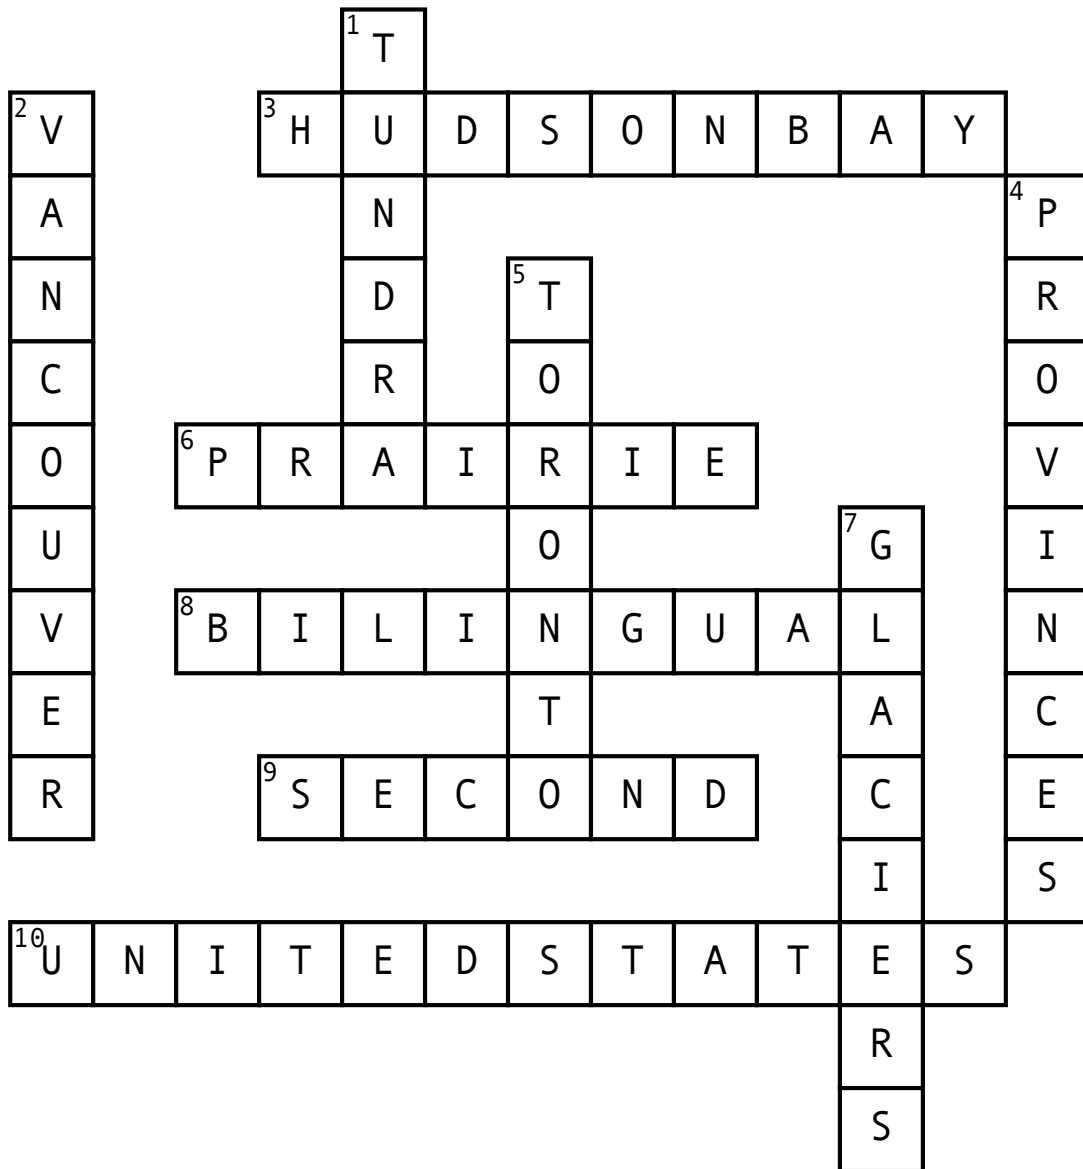 1 T
2 V 3 H U D S O N B A Y
A N 4 P
N D 5 T R
C R O O
O 6 P R A I R I E V
U O 7 G I
V 8 B I L I N G U A L N
E T A C
R 9 S E C O N D C E
I S
10 U N I T E D S T A T E S
R
S